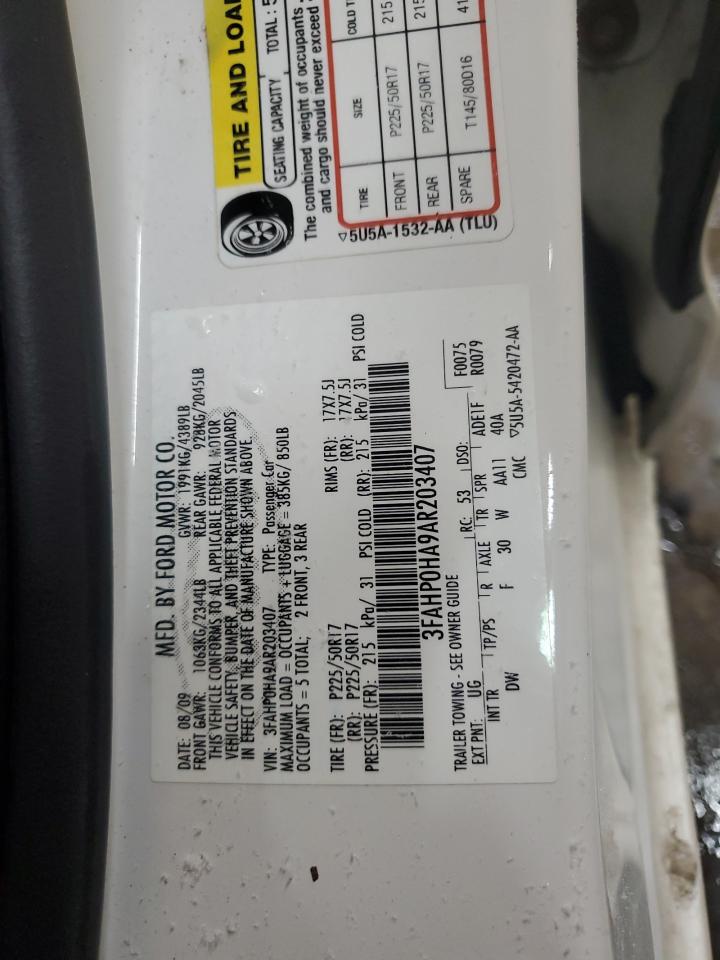 MFD. BY FORD MOTOR CO.
DATE: 08/09 GVWR: 1991KG/4389LB
FRONT GAWR: 1063KG/2344LB REAR GAWR: 928KG/2045LB
THIS VEHICLE CONFORMS TO ALL APPLICABLE FEDERAL MOTOR
VEHICLE SAFETY, BUMPER, AND THEFT PREVENTION STANDARDS
IN EFFECT ON THE DATE OF MANUFACTURE SHOWN ABOVE.
VIN: 3FAHP0HA9AR203407 TYPE: Passenger Car
MAXIMUM LOAD = OCCUPANTS + LUGGAGE = 385KG/ 850LB
OCCUPANTS = 5 TOTAL; 2 FRONT, 3 REAR
TIRE (FR): P225/50R17 RIMS (FR): 17X7.5J
(RR): P225/50R17 (RR): 17X7.5J
PRESSURE (FR): 215 kPa/ 31 PSI COLD (RR): 215 kPa/ 31 PSI COLD
3FAHP0HA9AR203407
TRAILER TOWING - SEE OWNER GUIDE F0075
EXT PNT: UG RC: 53 DSO: R0079
INT TR TP/PS R AXLE TR SPR ADE1F
DW F 30 W AA11 40A
CMC ▽5U5A-5420472-AA
TIRE AND LOA
SEATING CAPACITY TOTAL : 5
The combined weight of occupants
and cargo should never exceed
TIRE SIZE COLD T
FRONT P225/50R17 215
REAR P225/50R17 215
SPARE T145/80D16 41
▽5U5A-1532-AA (TLU)